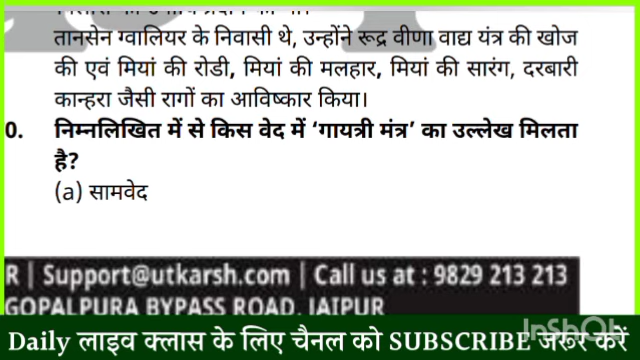 तानसेन ग्वालियर के निवासी थे, उन्होंने रूद्र वीणा वाद्य यंत्र की खोज
की एवं मियां की रोडी, मियां की मलहार, मियां की सारंग, दरबारी
कान्हरा जैसी रागों का आविष्कार किया।
0. निम्नलिखित में से किस वेद में ‘गायत्री मंत्र’ का उल्लेख मिलता
है?
(a) सामवेद
R | Support@utkarsh.com | Call us at : 9829 213 213
GOPALPURA BYPASS ROAD, JAIPUR
InShOt
Daily लाइव क्लास के लिए चैनल को SUBSCRIBE जरूर करें